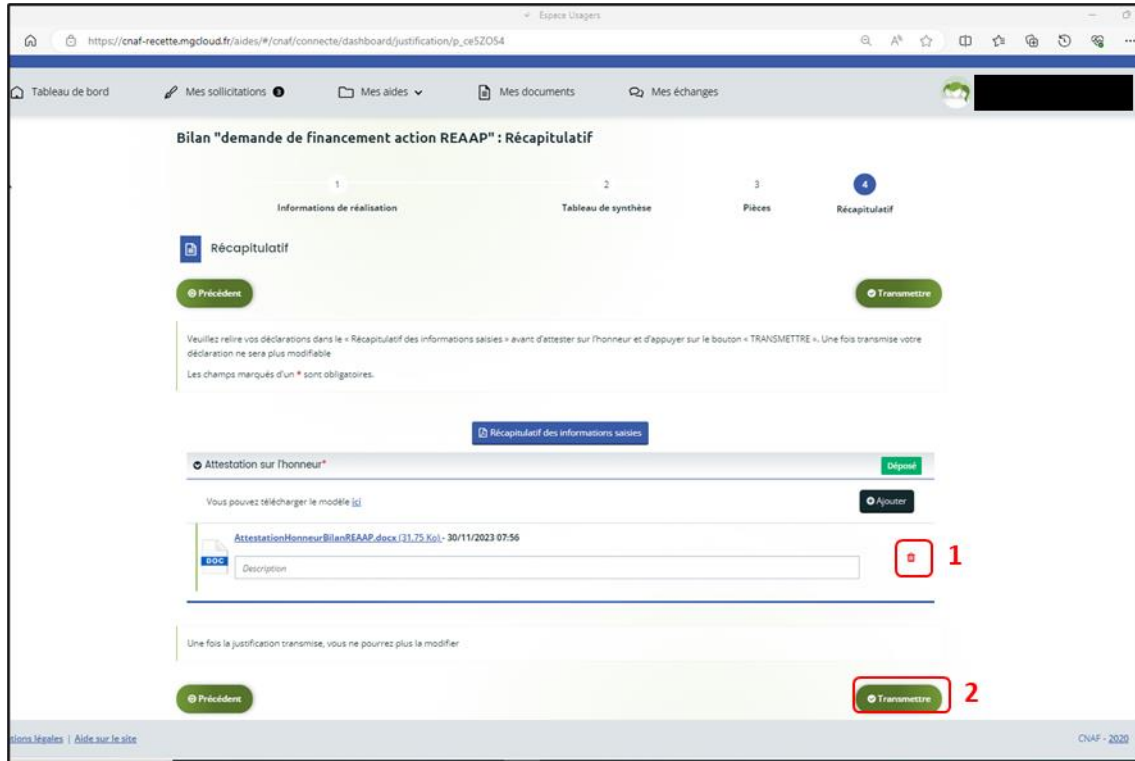 Espace Usagers
https://cnaf-recette.mgcloud.fr/aides/#/cnaf/connecte/dashboard/justification/p_ce5ZO54
Tableau de bord Mes sollicitations Mes aides Mes documents Mes échanges
Bilan "demande de financement action REAAP" : Récapitulatif
1 2 3 4
Informations de réalisation Tableau de synthèse Pièces Récapitulatif
Récapitulatif
Précédent Transmettre
Veuillez relire vos déclarations dans le « Récapitulatif des informations saisies » avant d'attester sur l'honneur et d'appuyer sur le bouton « TRANSMETTRE ». Une fois transmise votre
déclaration ne sera plus modifiable
Les champs marqués d'un * sont obligatoires.
Récapitulatif des informations saisies
Attestation sur l'honneur* Déposé
Vous pouvez télécharger le modèle ici Ajouter
AttestationHonneurBilanREAAP.docx (31.75 Ko) - 30/11/2023 07:56
DOC
Description
1
Une fois la justification transmise, vous ne pourrez plus la modifier
Précédent Transmettre 2
tions légales | Aide sur le site CNAF - 2020